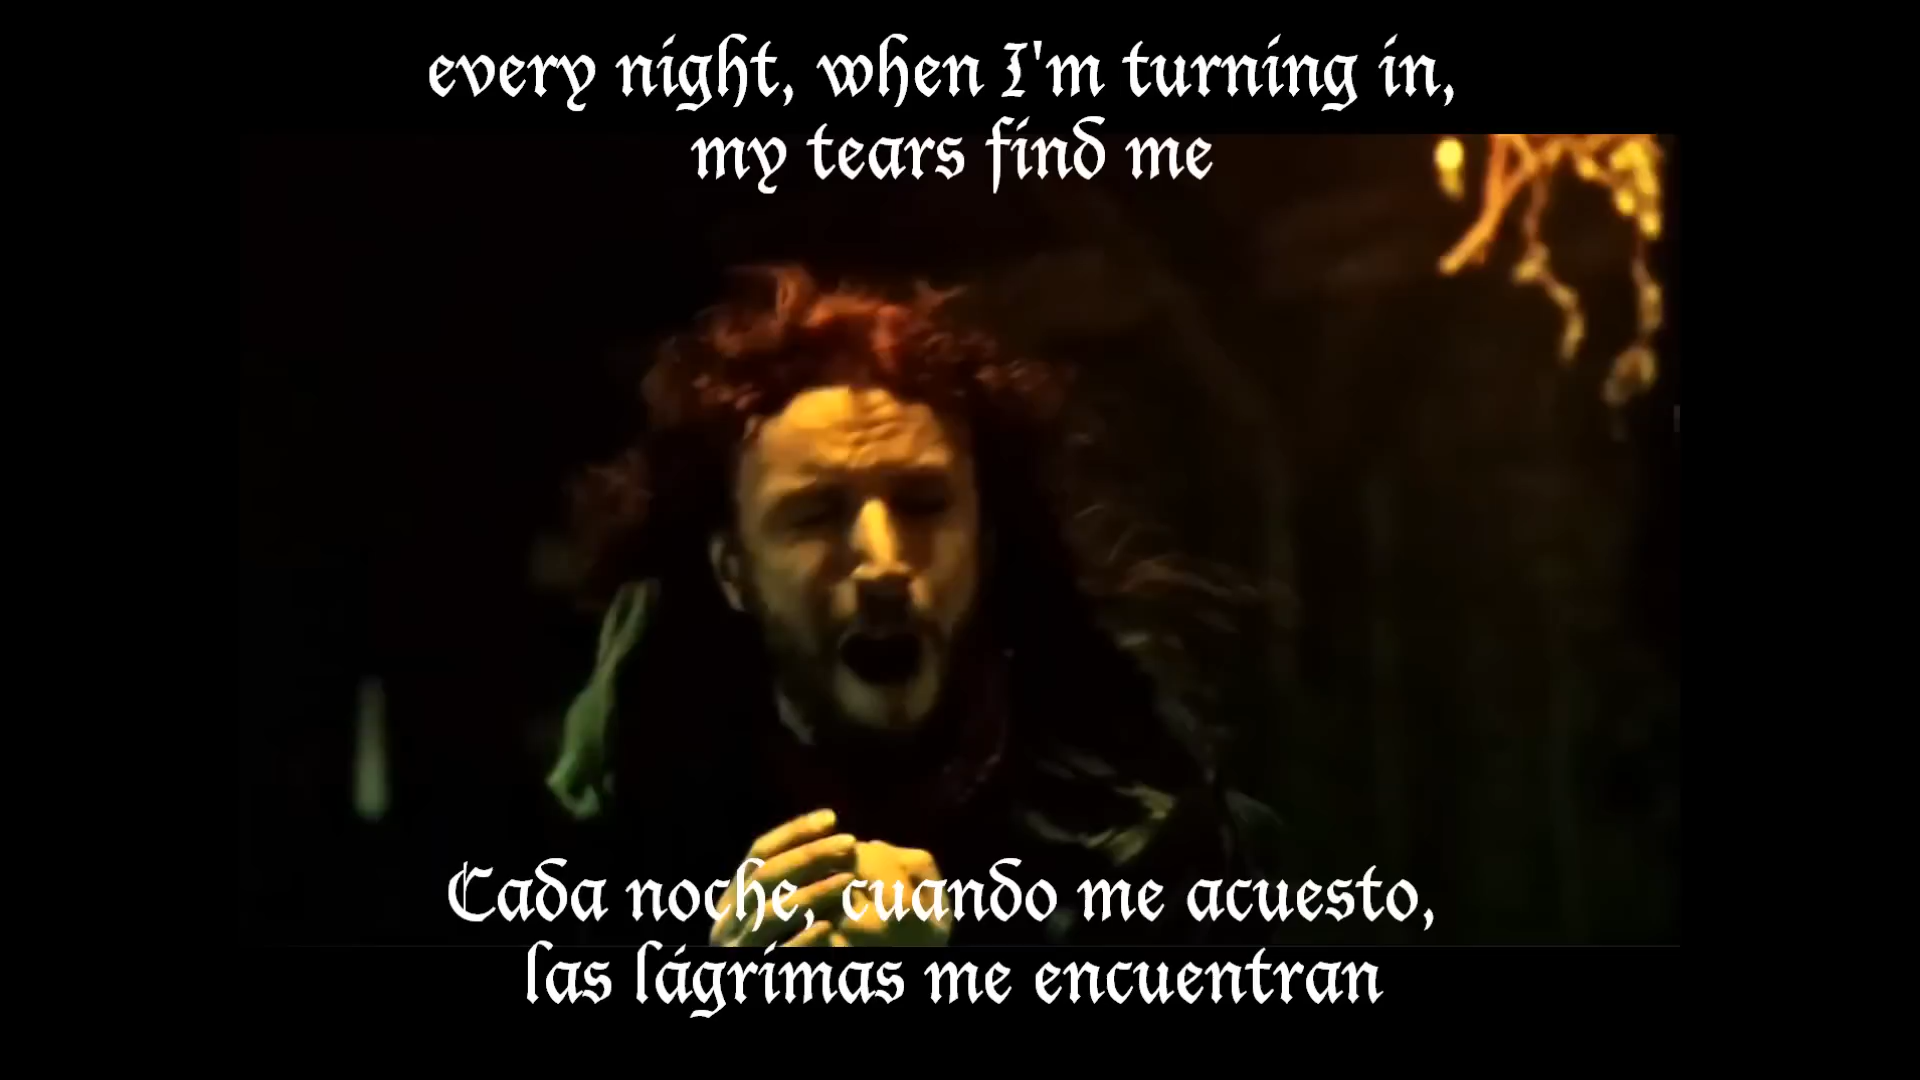 every night, when I'm turning in,
my tears find me
Cada noche, cuando me acuesto,
las lágrimas me encuentran